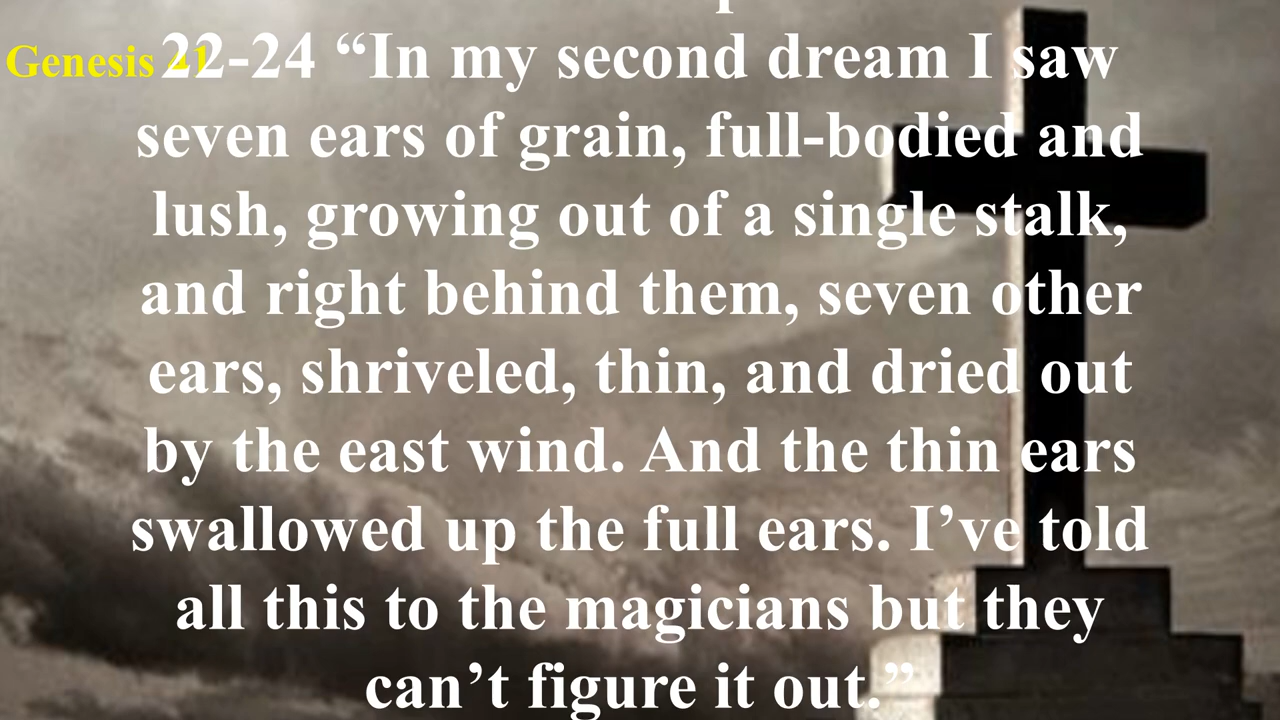 Genesis 41
22-24 “In my second dream I saw
seven ears of grain, full-bodied and
lush, growing out of a single stalk,
and right behind them, seven other
ears, shriveled, thin, and dried out
by the east wind. And the thin ears
swallowed up the full ears. I’ve told
all this to the magicians but they
can’t figure it out.”